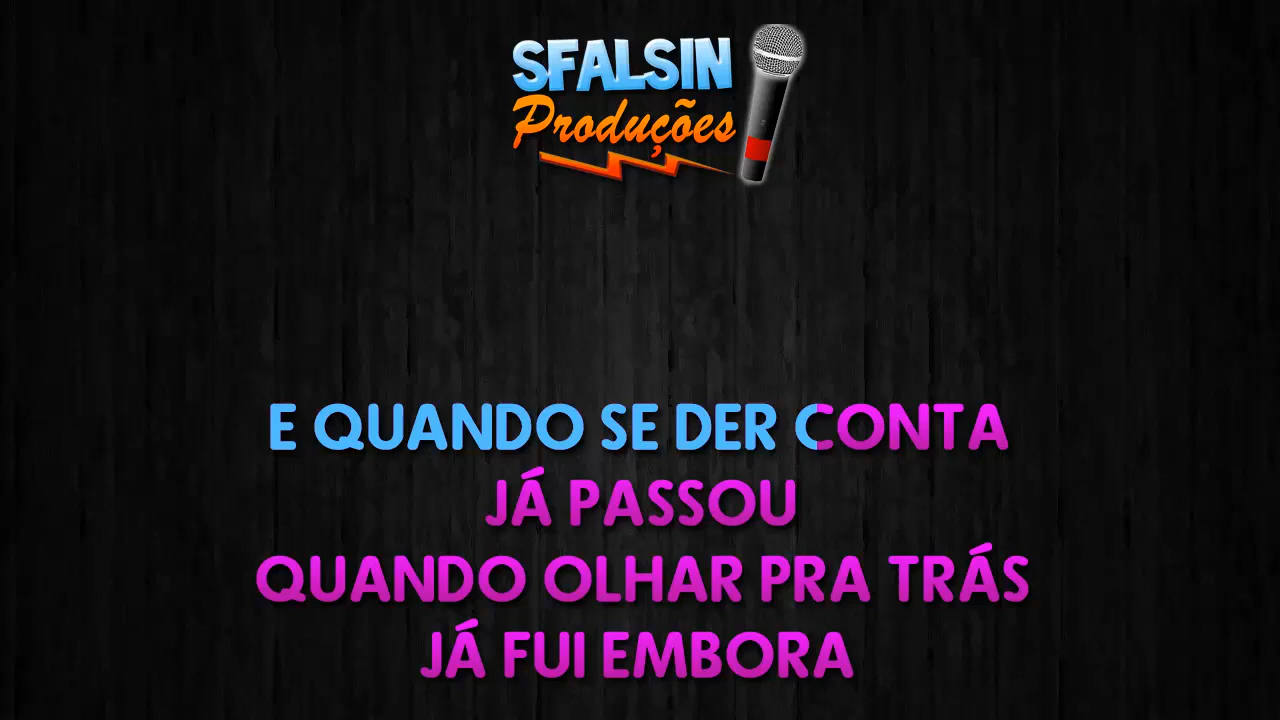 SFALSIN
Produções
E QUANDO SE DER CONTA
JÁ PASSOU
QUANDO OLHAR PRA TRÁS
JÁ FUI EMBORA